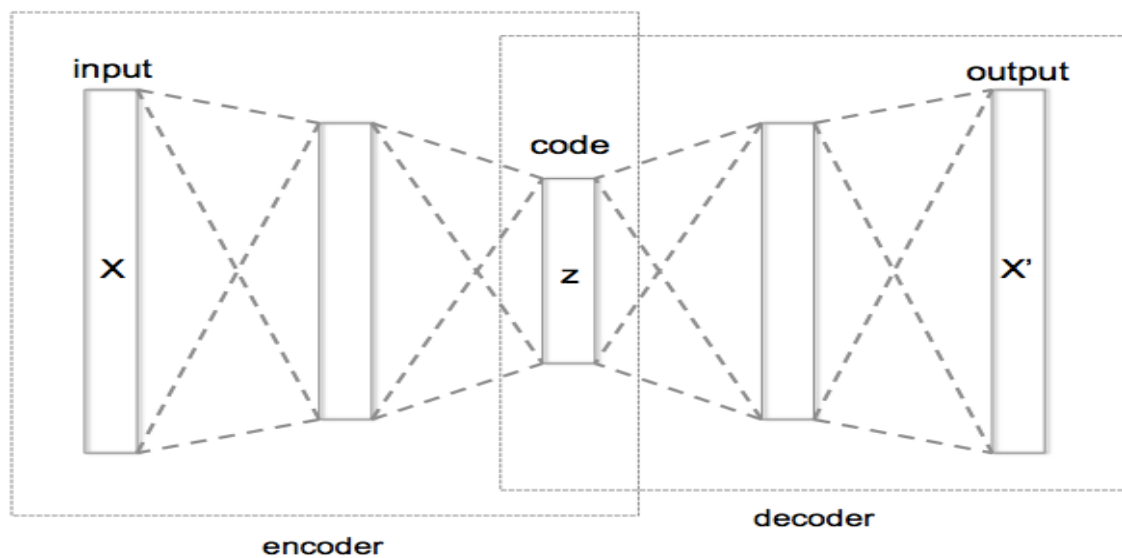 input
output
code
X
z
X'
decoder
encoder